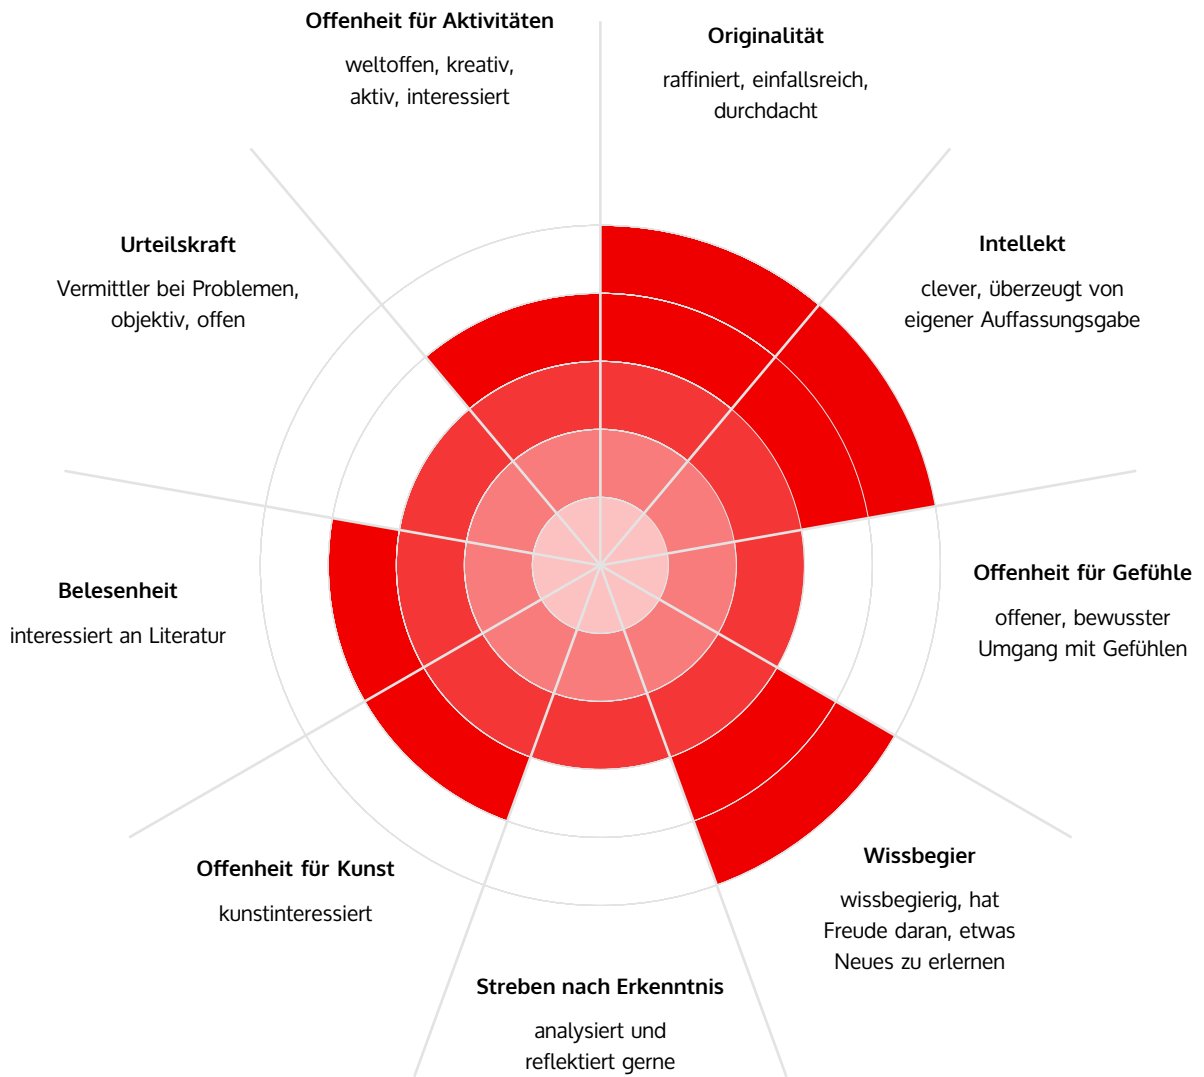 Offenheit für Aktivitäten
weltoffen, kreativ,
aktiv, interessiert
Originalität
raffiniert, einfallsreich,
durchdacht
Urteilskraft
Vermittler bei Problemen,
objektiv, offen
Intellekt
clever, überzeugt von
eigener Auffassungsgabe
Belesenheit
interessiert an Literatur
Offenheit für Gefühle
offener, bewusster
Umgang mit Gefühlen
Offenheit für Kunst
kunstinteressiert
Wissbegier
wissbegierig, hat
Freude daran, etwas
Neues zu erlernen
Streben nach Erkenntnis
analysiert und
reflektiert gerne